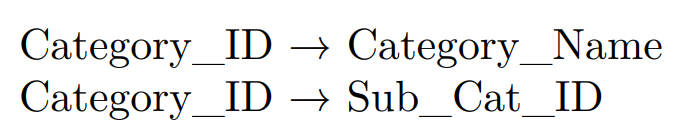 Category_ID → Category_Name
Category_ID → Sub_Cat_ID